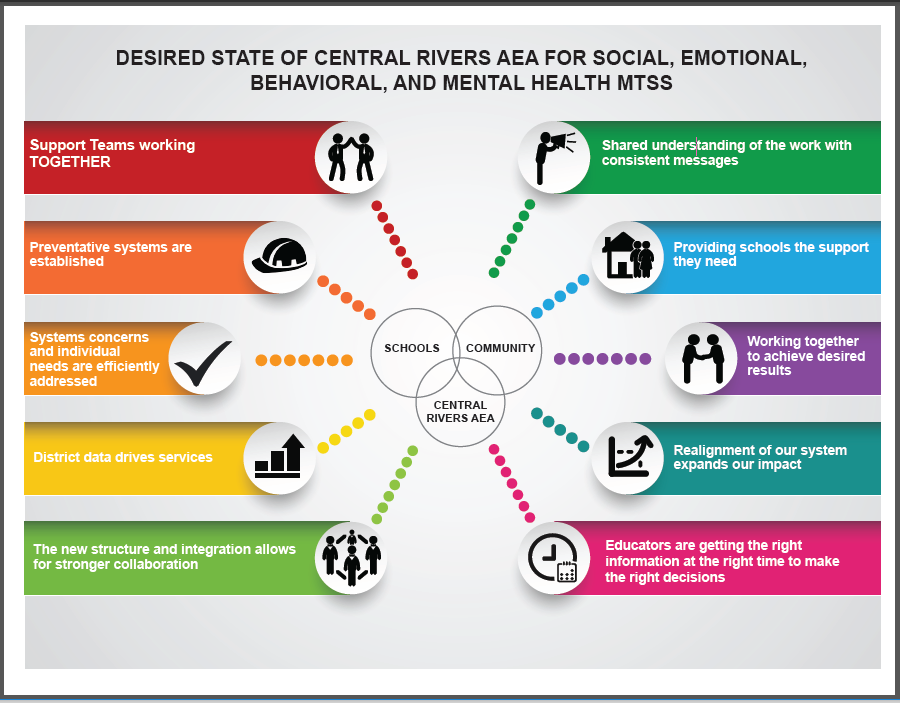 DESIRED STATE OF CENTRAL RIVERS AEA FOR SOCIAL, EMOTIONAL,
BEHAVIORAL, AND MENTAL HEALTH MTSS
Support Teams working
TOGETHER
Preventative systems are
established
Systems concerns
and individual
needs are efficiently
addressed
District data drives services
The new structure and integration allows
for stronger collaboration
SCHOOLS
COMMUNITY
CENTRAL
RIVERS AEA
Shared understanding of the work with
consistent messages
Providing schools the support
they need
Working together
to achieve desired
results
Realignment of our system
expands our impact
Educators are getting the right
information at the right time to make
the right decisions